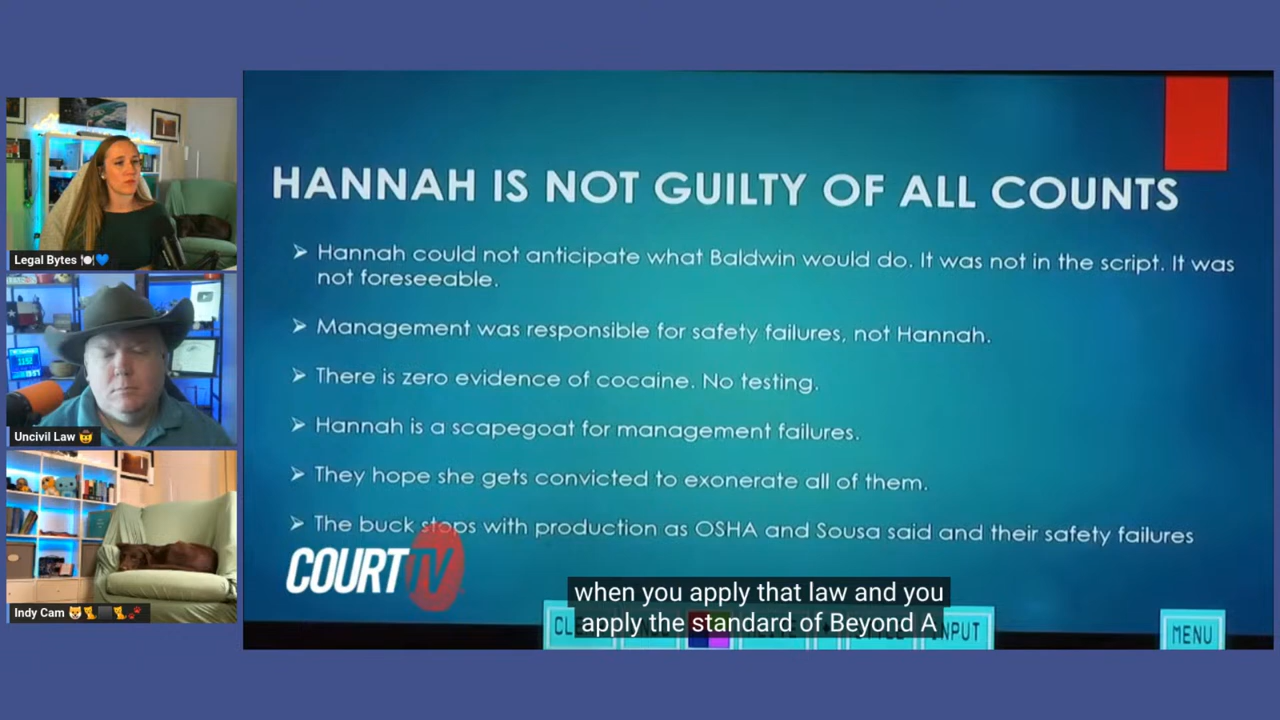 HANNAH IS NOT GUILTY OF ALL COUNTS
Hannah could not anticipate what Baldwin would do. It was not in the script. It was
not foreseeable.
Management was responsible for safety failures, not Hannah.
There is zero evidence of cocaine. No testing.
Hannah is a scapegoat for management failures.
They hope she gets convicted to exonerate all of them.
The buck stops with production as OSHA and Sousa said and their safety failures
COURT TV
when you apply that law and you
apply the standard of Beyond A
MENU
Legal Bytes
Uncivil Law
Indy Cam